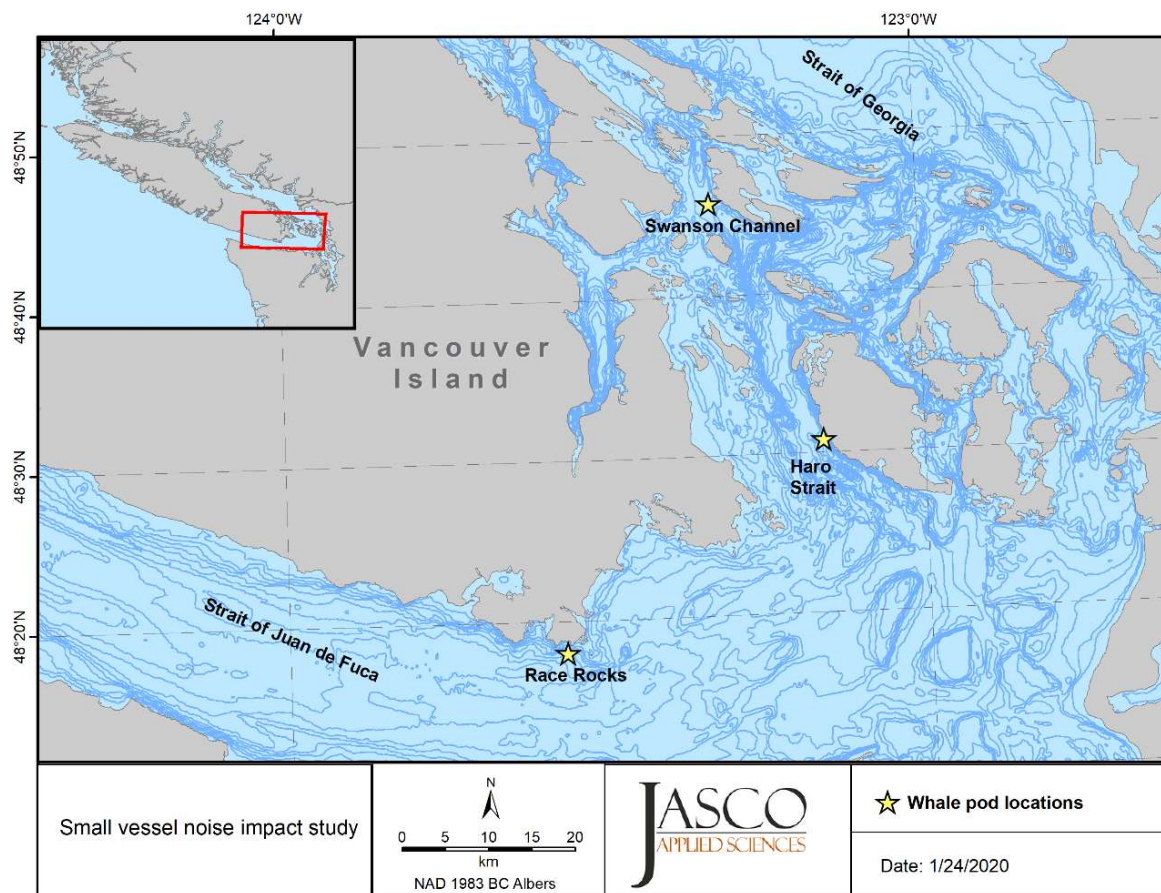 124°0'W
123°0'W
48°50'N
48°40'N
48°30'N
48°20'N
Strait of Georgia
Swanson Channel
Vancouver
Island
Haro
Strait
Strait of Juan de Fuca
Race Rocks
Small vessel noise impact study
N
0 5 10 15 20
km
NAD 1983 BC Albers
JASCO
APPLIED SCIENCES
Whale pod locations
Date: 1/24/2020